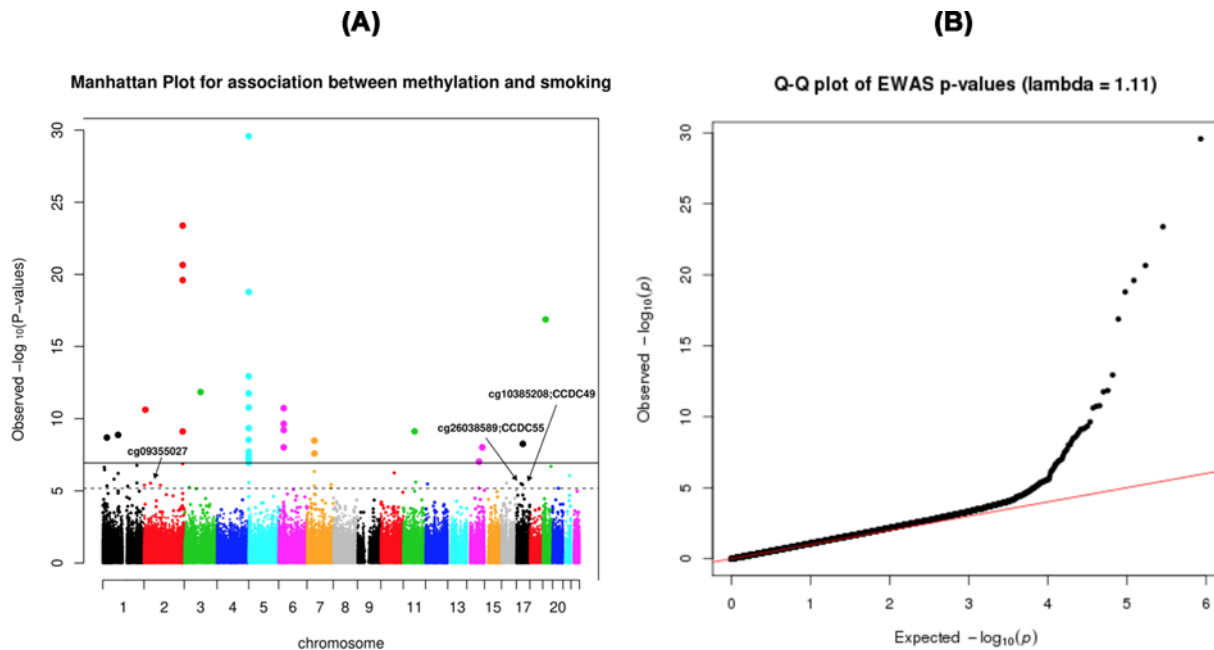 (A)
Manhattan Plot for association between methylation and smoking
Observed −log 10(P−values)
30
25
20
15
10
5
0
cg10385208;CCDC49
cg26038589;CCDC55
cg09355027
1 2 3 4 5 6 7 8 9 11 13 15 17 20
chromosome
(B)
Q-Q plot of EWAS p-values (lambda = 1.11)
Observed −log10(p)
30
25
20
15
10
5
0
0 1 2 3 4 5 6
Expected −log10(p)